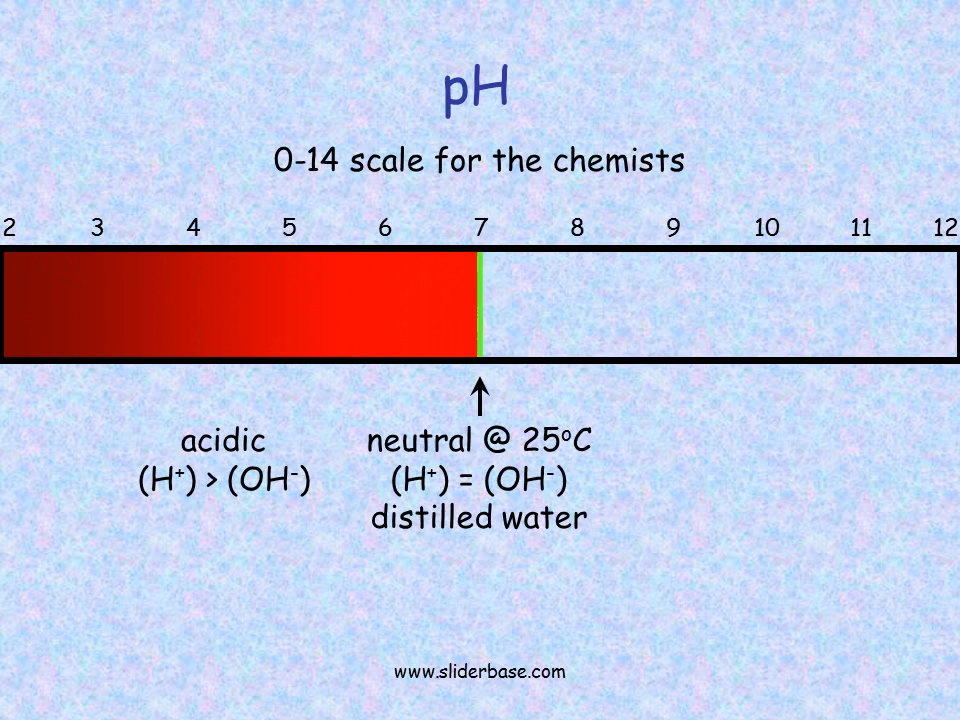 pH
0-14 scale for the chemists
2 3 4 5 6 7 8 9 10 11 12
acidic
(H⁺) > (OH⁻)
neutral @ 25ºC
(H⁺) = (OH⁻)
distilled water
www.sliderbase.com